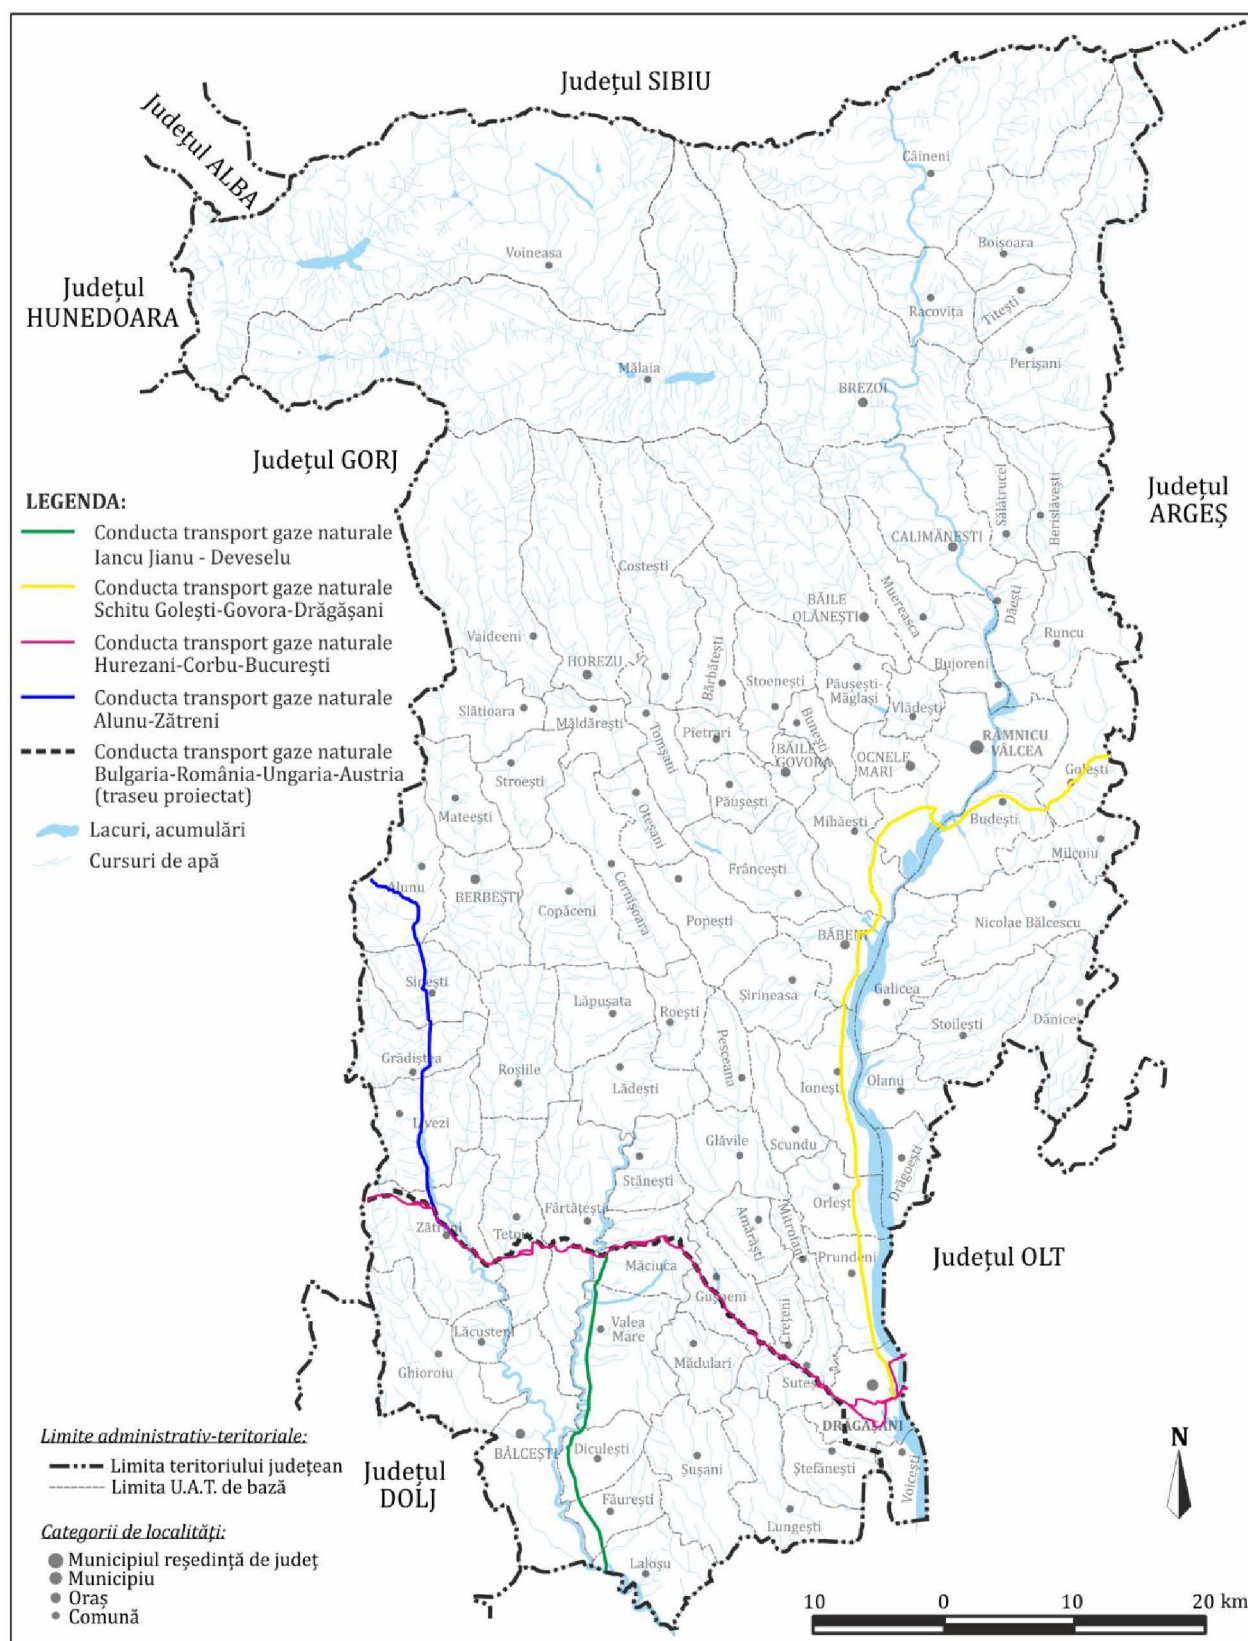 Județul SIBIU
Județul ALBA
Județul
HUNEDOARA
Județul GORJ
Județul
ARGEȘ
Câineni
Boișoara
Voineasa
Titești
Racovița
Perișani
Mălaia
BREZOI
LEGENDA:
Conducta transport gaze naturale
Iancu Jianu - Deveselu
Conducta transport gaze naturale
Schitu Golești-Govora-Drăgășani
Conducta transport gaze naturale
Hurezani-Corbu-București
Conducta transport gaze naturale
Alunu-Zătreni
Conducta transport gaze naturale
Bulgaria-România-Ungaria-Austria
(traseu proiectat)
Lacuri, acumulări
Cursuri de apă
Sălătrucel
Berislăvești
CALIMĂNEȘTI
Costești
Muereasca
BĂILE
OLĂNEȘTI
Dăești
Runcu
Vaideeni
HOREZU
Bărbătești
Stoenești
Păușești-
Măglași
Bujoreni
Vlădești
Slătioara
Măldărești
Tomșani
Pietrari
Bunești
BĂILE
GOVORA
OCNELE
MARI
RÂMNICU
VÂLCEA
Golești
Stroești
Mateești
Oteșani
Păușești
Mihăești
Budești
Milcoiu
Alunu
BERBEȘTI
Copăceni
Cernișoara
Frâncești
Popești
Nicolae Bălcescu
BĂBENI
Sinești
Lăpușata
Roești
Șirineasa
Galicea
Stoilești
Dănicei
Grădiștea
Roșiile
Lădești
Pesceana
Ionești
Olanu
Livezi
Glăvile
Scundu
Drăgoești
Stănești
Orlești
Fârtățești
Amărăști
Mitrofani
Zătreni
Tetoiu
Măciuca
Prundeni
Județul OLT
Gușoeni
Crețeni
Lăcusteni
Valea
Mare
Mădulari
Ghioroiu
Sutești
DRĂGĂȘANI
BĂLCEȘTI
Diculești
Șușani
Ștefănești
Voicești
Făurești
Lungești
Laloșu
Județul
DOLJ
Limite administrativ-teritoriale:
Limita teritoriului județean
Limita U.A.T. de bază
Categorii de localități:
Municipiul reședință de județ
Municipiu
Oraș
Comună
N
10 0 10 20 km